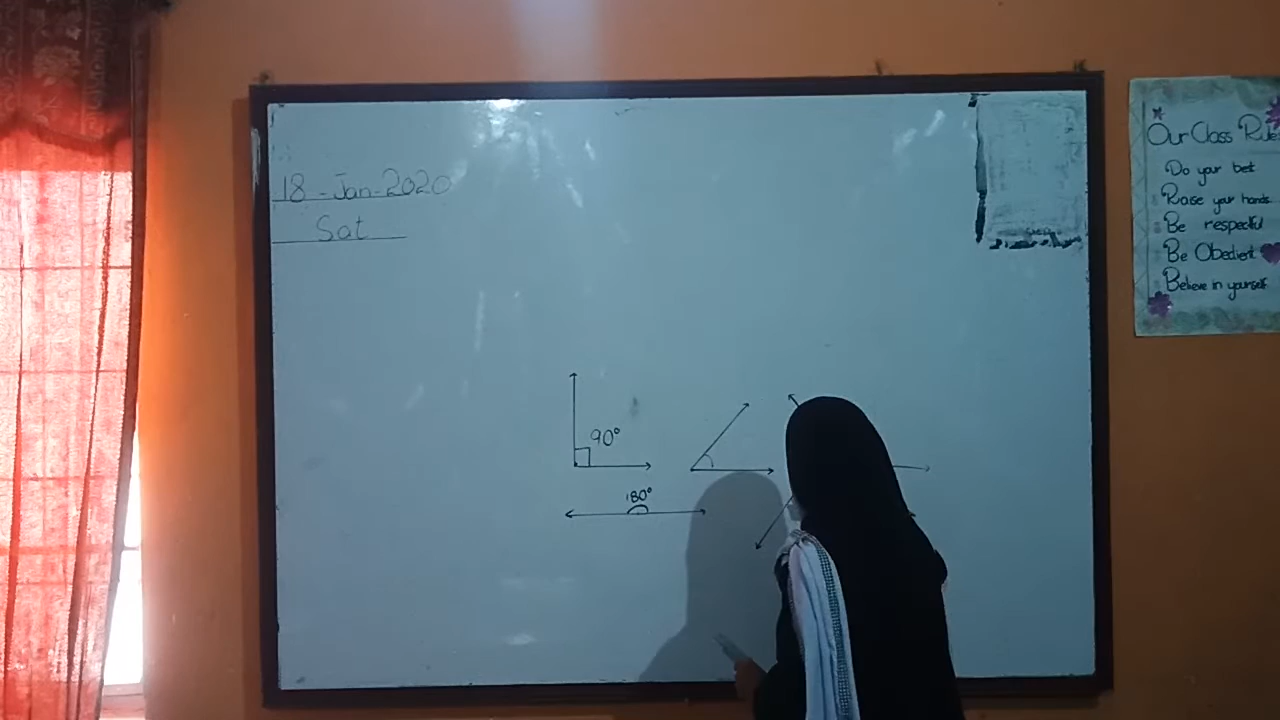 18-Jan-2020
Sat
90°
180°
Our Class Rules
Do your best
Raise your hands
Be respectful
Be Obedient
Believe in yourself